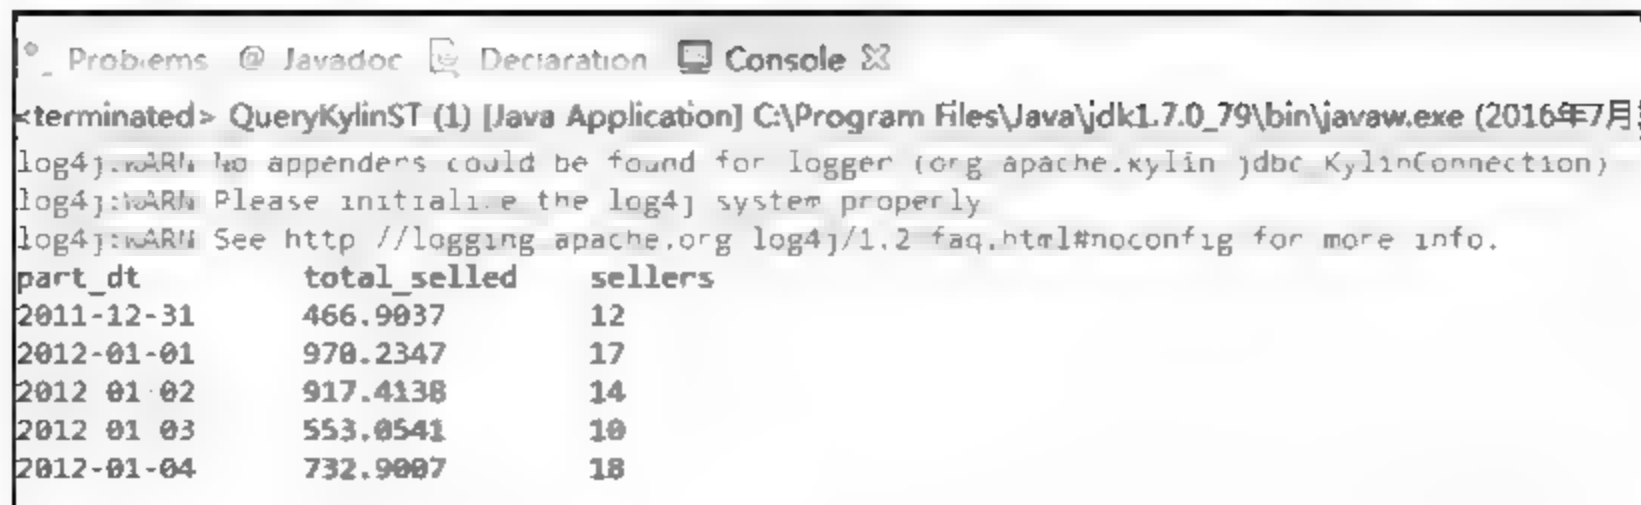 Problems @ Javadoc Declaration Console
<terminated> QueryKylinST (1) [Java Application] C:\Program Files\Java\jdk1.7.0_79\bin\javaw.exe (2016年7月
log4j:WARN No appenders could be found for logger (org.apache.kylin.jdbc.KylinConnection)
log4j:WARN Please initialize the log4j system properly
log4j:WARN See http://logging.apache.org/log4j/1.2/faq.html#noconfig for more info.
part_dt total_selled sellers
2011-12-31 466.9037 12
2012-01-01 970.2347 17
2012-01-02 917.4138 14
2012-01-03 553.0541 10
2012-01-04 732.9007 18